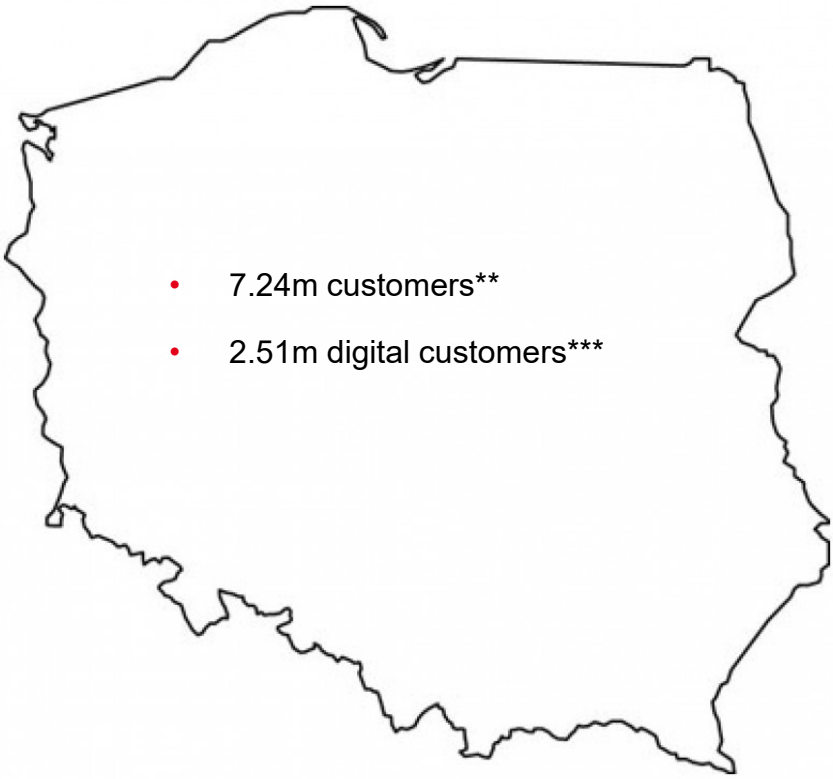 • 7.24m customers**
• 2.51m digital customers***